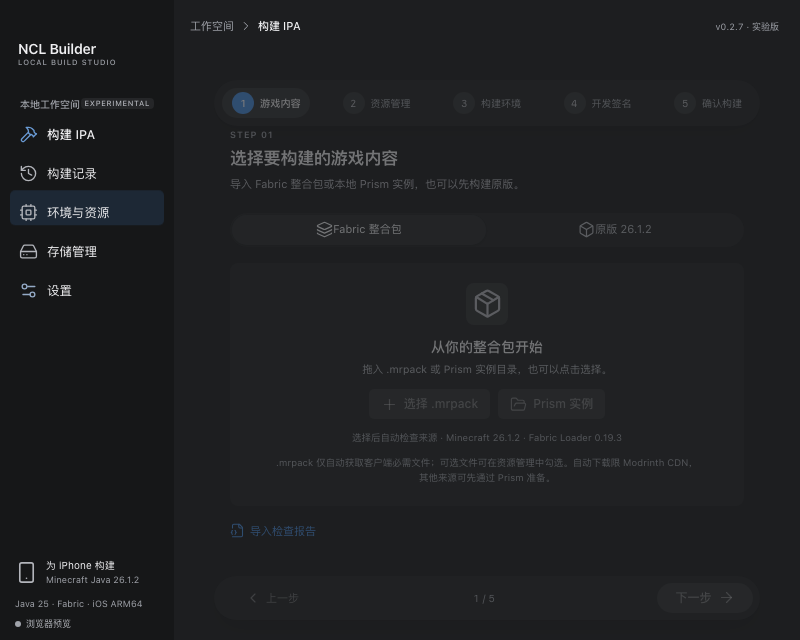 NCL Builder
LOCAL BUILD STUDIO
本地工作空间 EXPERIMENTAL
构建 IPA
构建记录
环境与资源
存储管理
设置
为 iPhone 构建
Minecraft Java 26.1.2
Java 25 · Fabric · iOS ARM64
浏览器预览
工作空间 > 构建 IPA
v0.2.7 · 实验版
1 游戏内容
2 资源管理
3 构建环境
4 开发签名
5 确认构建
STEP 01
选择要构建的游戏内容
导入 Fabric 整合包或本地 Prism 实例，也可以先构建原版。
Fabric 整合包
原版 26.1.2
从你的整合包开始
拖入 .mrpack 或 Prism 实例目录，也可以点击选择。
选择 .mrpack
Prism 实例
选择后自动检查来源 · Minecraft 26.1.2 · Fabric Loader 0.19.3
.mrpack 仅自动获取客户端必需文件；可选文件可在资源管理中勾选。自动下载限 Modrinth CDN，
其他来源可先通过 Prism 准备。
导入检查报告
上一步
1 / 5
下一步